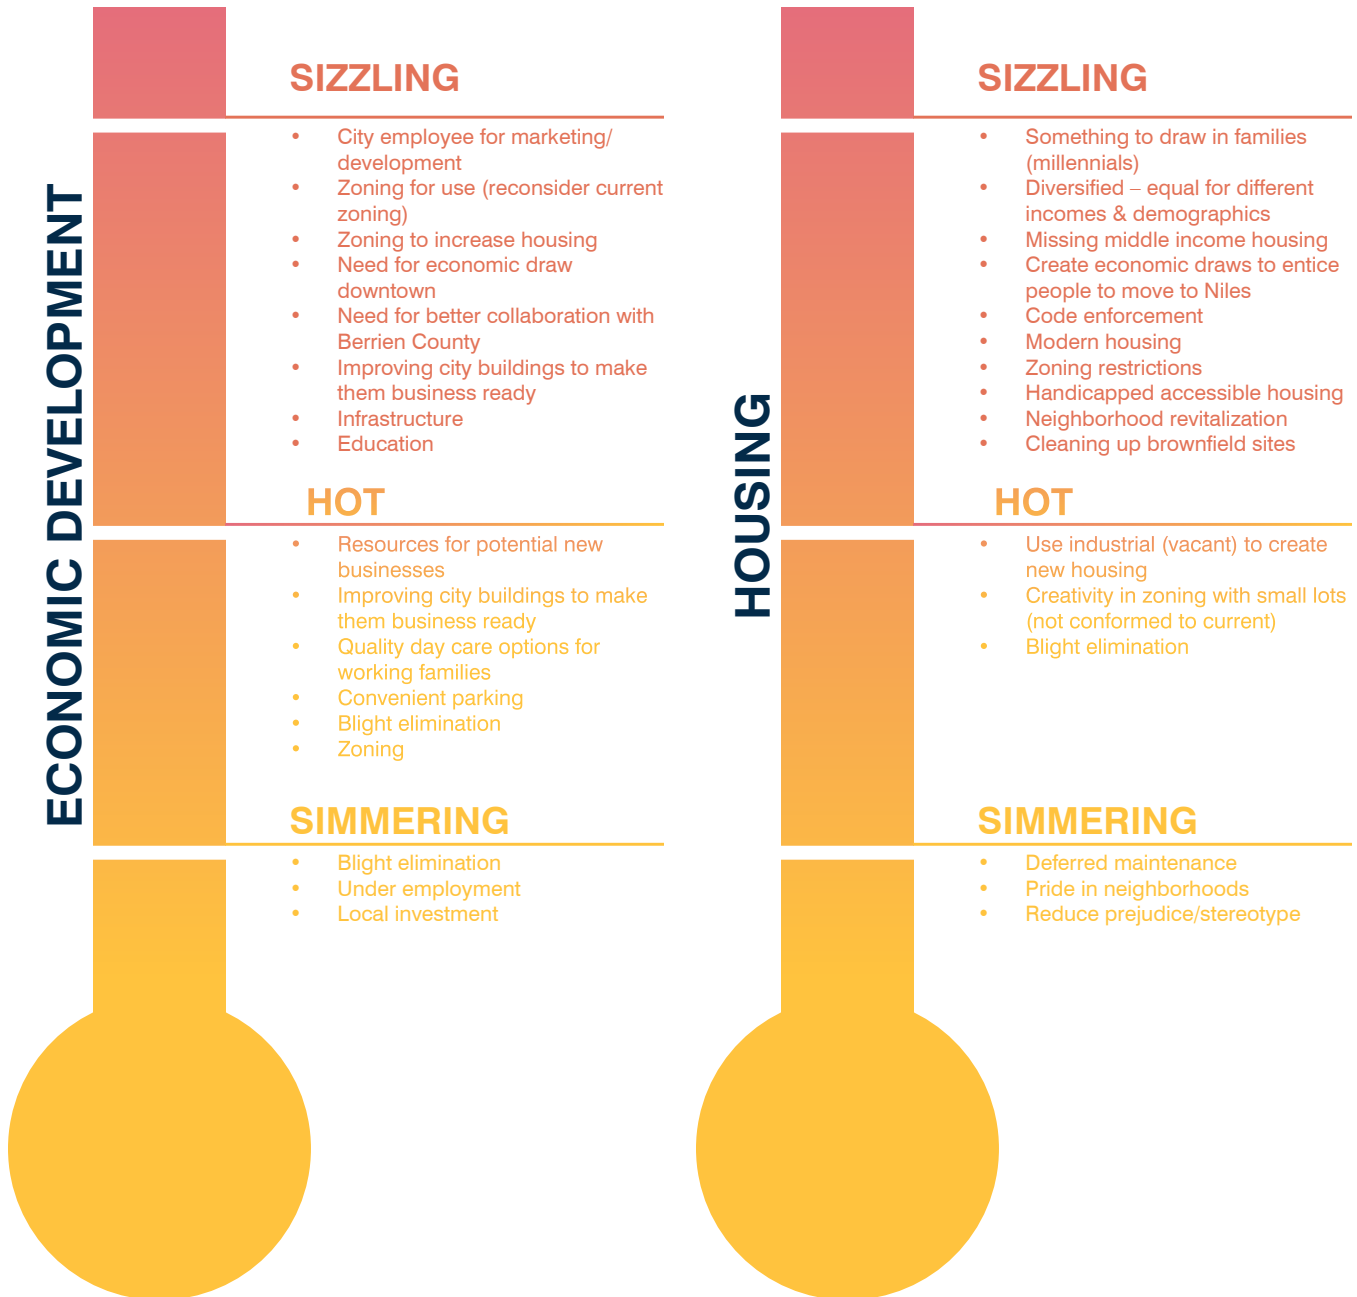 ECONOMIC DEVELOPMENT
SIZZLING
• City employee for marketing/
development
• Zoning for use (reconsider current
zoning)
• Zoning to increase housing
• Need for economic draw
downtown
• Need for better collaboration with
Berrien County
• Improving city buildings to make
them business ready
• Infrastructure
• Education
HOT
• Resources for potential new
businesses
• Improving city buildings to make
them business ready
• Quality day care options for
working families
• Convenient parking
• Blight elimination
• Zoning
SIMMERING
• Blight elimination
• Under employment
• Local investment
HOUSING
SIZZLING
• Something to draw in families
(millennials)
• Diversified – equal for different
incomes & demographics
• Missing middle income housing
• Create economic draws to entice
people to move to Niles
• Code enforcement
• Modern housing
• Zoning restrictions
• Handicapped accessible housing
• Neighborhood revitalization
• Cleaning up brownfield sites
HOT
• Use industrial (vacant) to create
new housing
• Creativity in zoning with small lots
(not conformed to current)
• Blight elimination
SIMMERING
• Deferred maintenance
• Pride in neighborhoods
• Reduce prejudice/stereotype